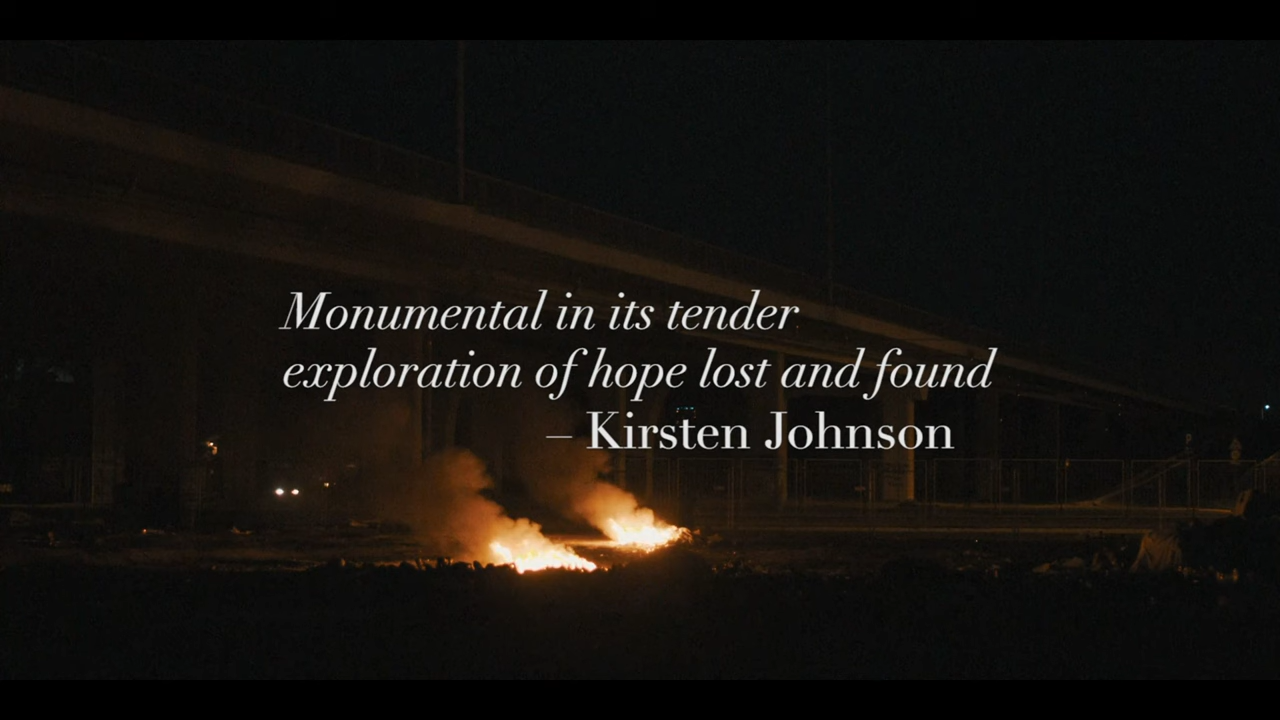 Monumental in its tender
exploration of hope lost and found
– Kirsten Johnson